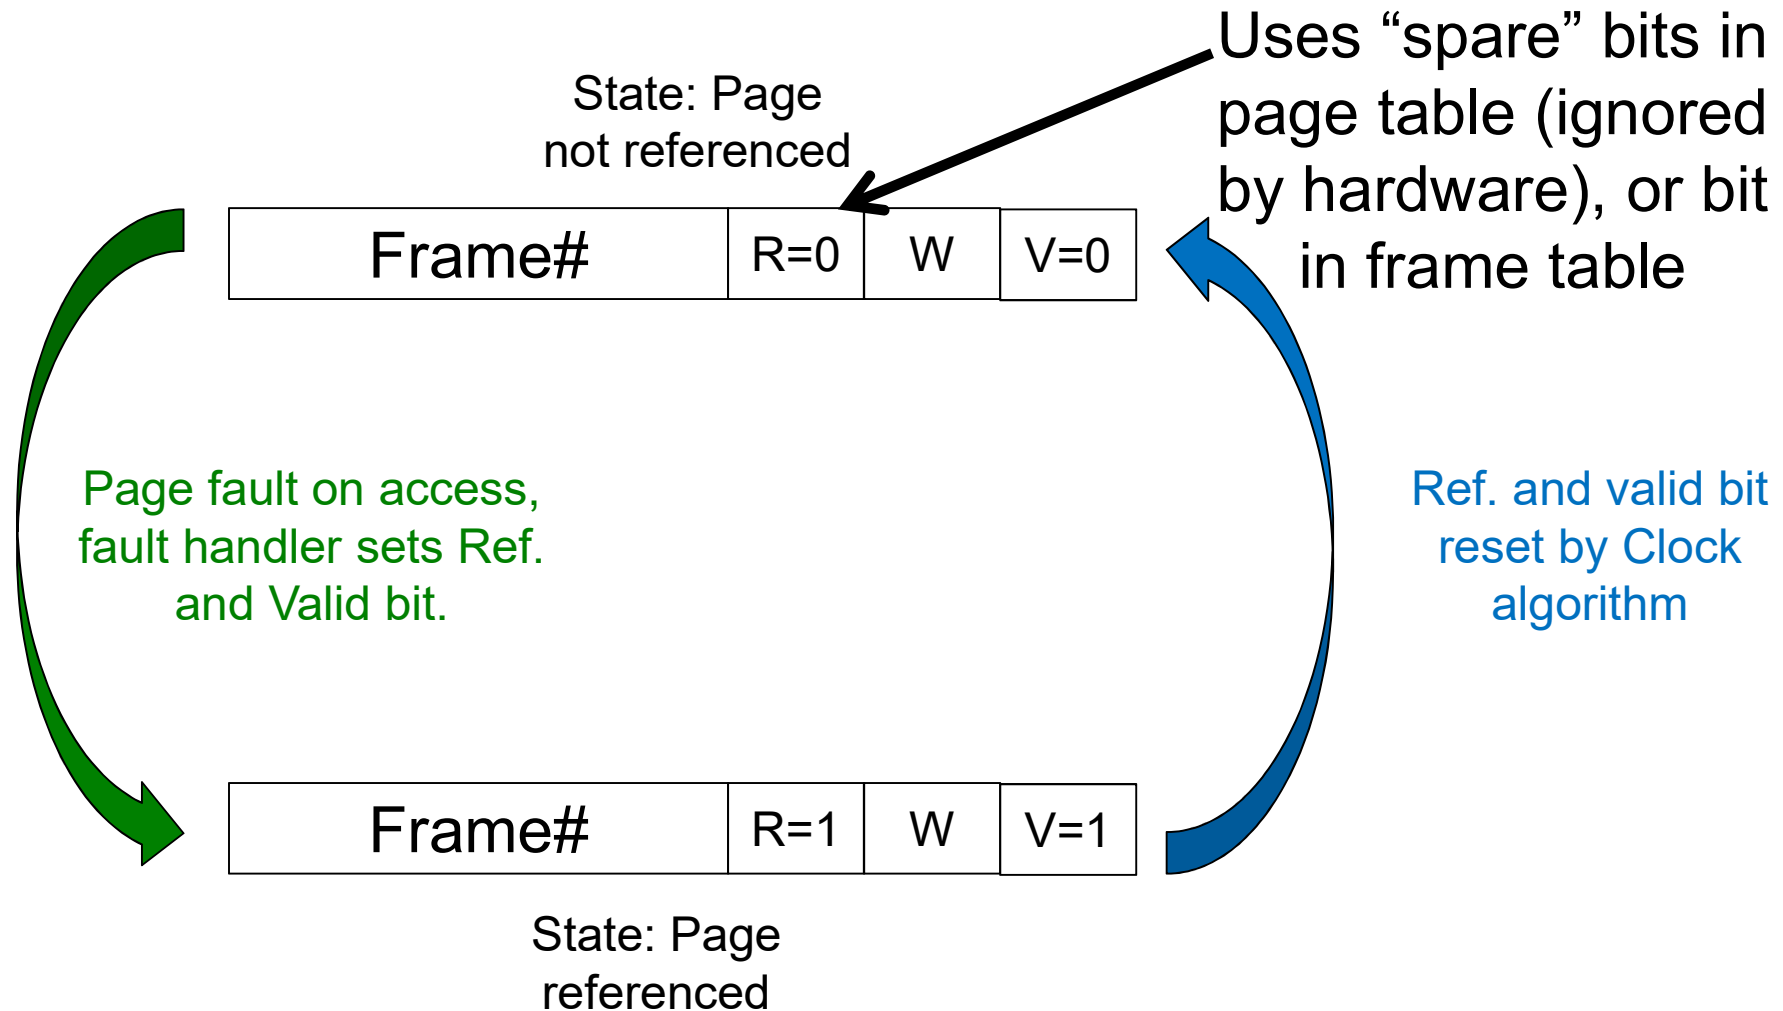 Uses “spare” bits in
page table (ignored
by hardware), or bit
in frame table
State: Page
not referenced
Frame# R=0 W V=0
Page fault on access,
fault handler sets Ref.
and Valid bit.
Ref. and valid bit
reset by Clock
algorithm
Frame# R=1 W V=1
State: Page
referenced